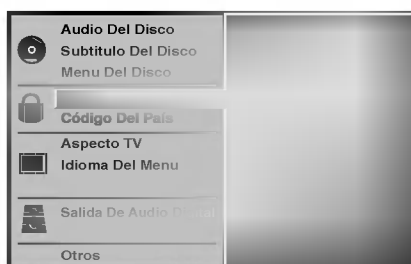 Audio Del Disco
Subtitulo Del Disco
Menu Del Disco
Código Del País
Aspecto TV
Idioma Del Menu
Salida De Audio
Otros